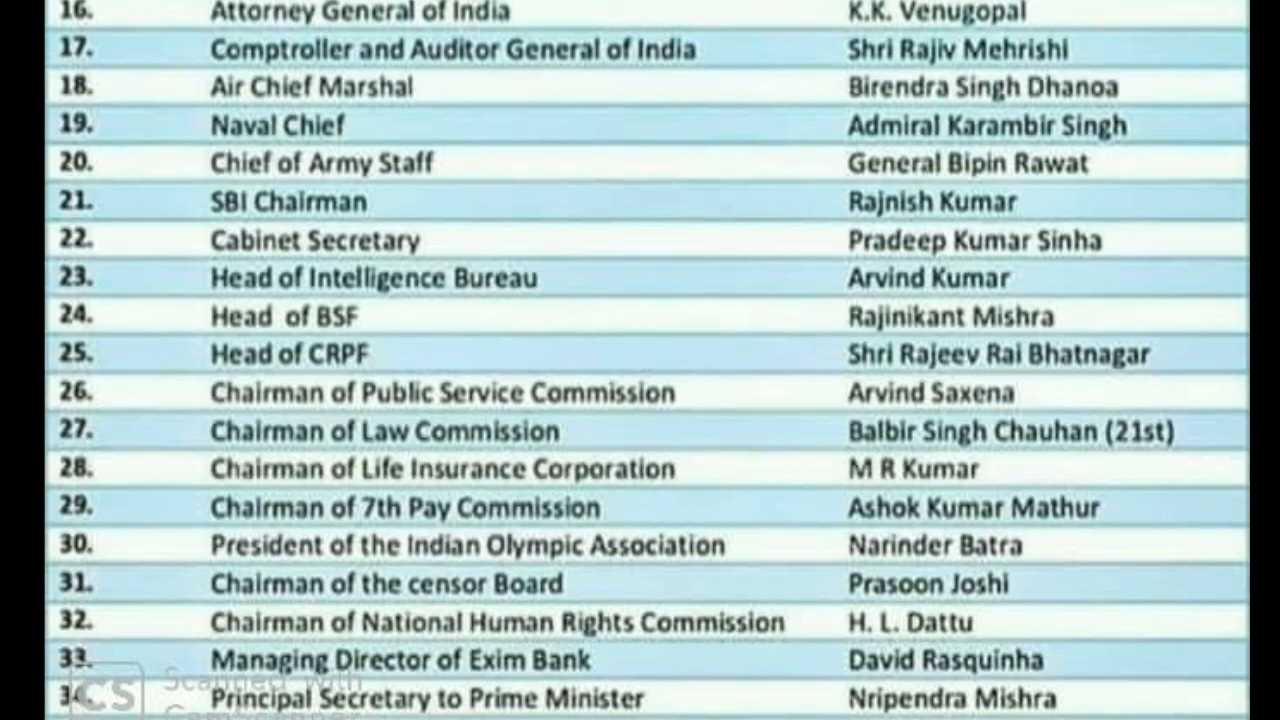 16. Attorney General of India K.K. Venugopal
17. Comptroller and Auditor General of India Shri Rajiv Mehrishi
18. Air Chief Marshal Birendra Singh Dhanoa
19. Naval Chief Admiral Karambir Singh
20. Chief of Army Staff General Bipin Rawat
21. SBI Chairman Rajnish Kumar
22. Cabinet Secretary Pradeep Kumar Sinha
23. Head of Intelligence Bureau Arvind Kumar
24. Head of BSF Rajinikant Mishra
25. Head of CRPF Shri Rajeev Rai Bhatnagar
26. Chairman of Public Service Commission Arvind Saxena
27. Chairman of Law Commission Balbir Singh Chauhan (21st)
28. Chairman of Life Insurance Corporation M R Kumar
29. Chairman of 7th Pay Commission Ashok Kumar Mathur
30. President of the Indian Olympic Association Narinder Batra
31. Chairman of the censor Board Prasoon Joshi
32. Chairman of National Human Rights Commission H. L. Dattu
33. Managing Director of Exim Bank David Rasquinha
CS Scanned with
34. Principal Secretary to Prime Minister Nripendra Mishra
CamScanner